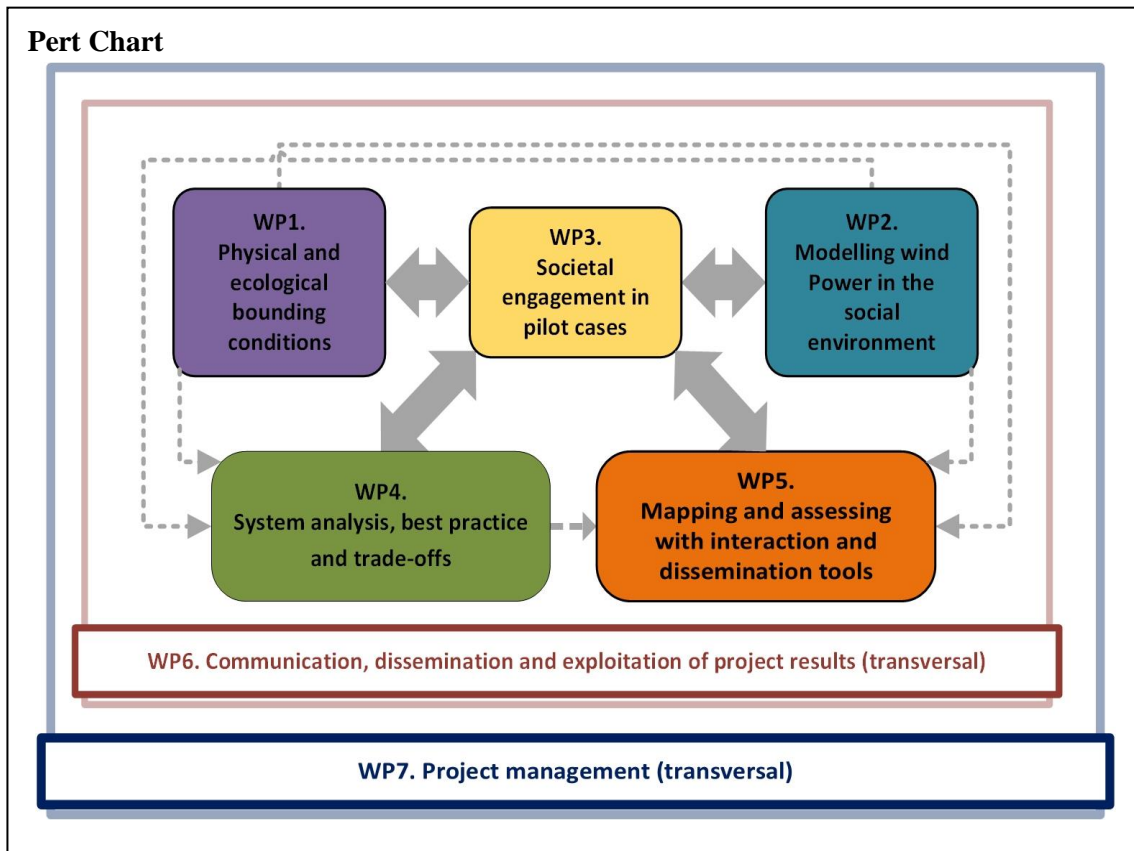 Pert Chart
WP1.
Physical and
ecological
bounding
conditions
WP3.
Societal
engagement in
pilot cases
WP2.
Modelling wind
Power in the
social
environment
WP4.
System analysis, best practice
and trade-offs
WP5.
Mapping and assessing
with interaction and
dissemination tools
WP6. Communication, dissemination and exploitation of project results (transversal)
WP7. Project management (transversal)